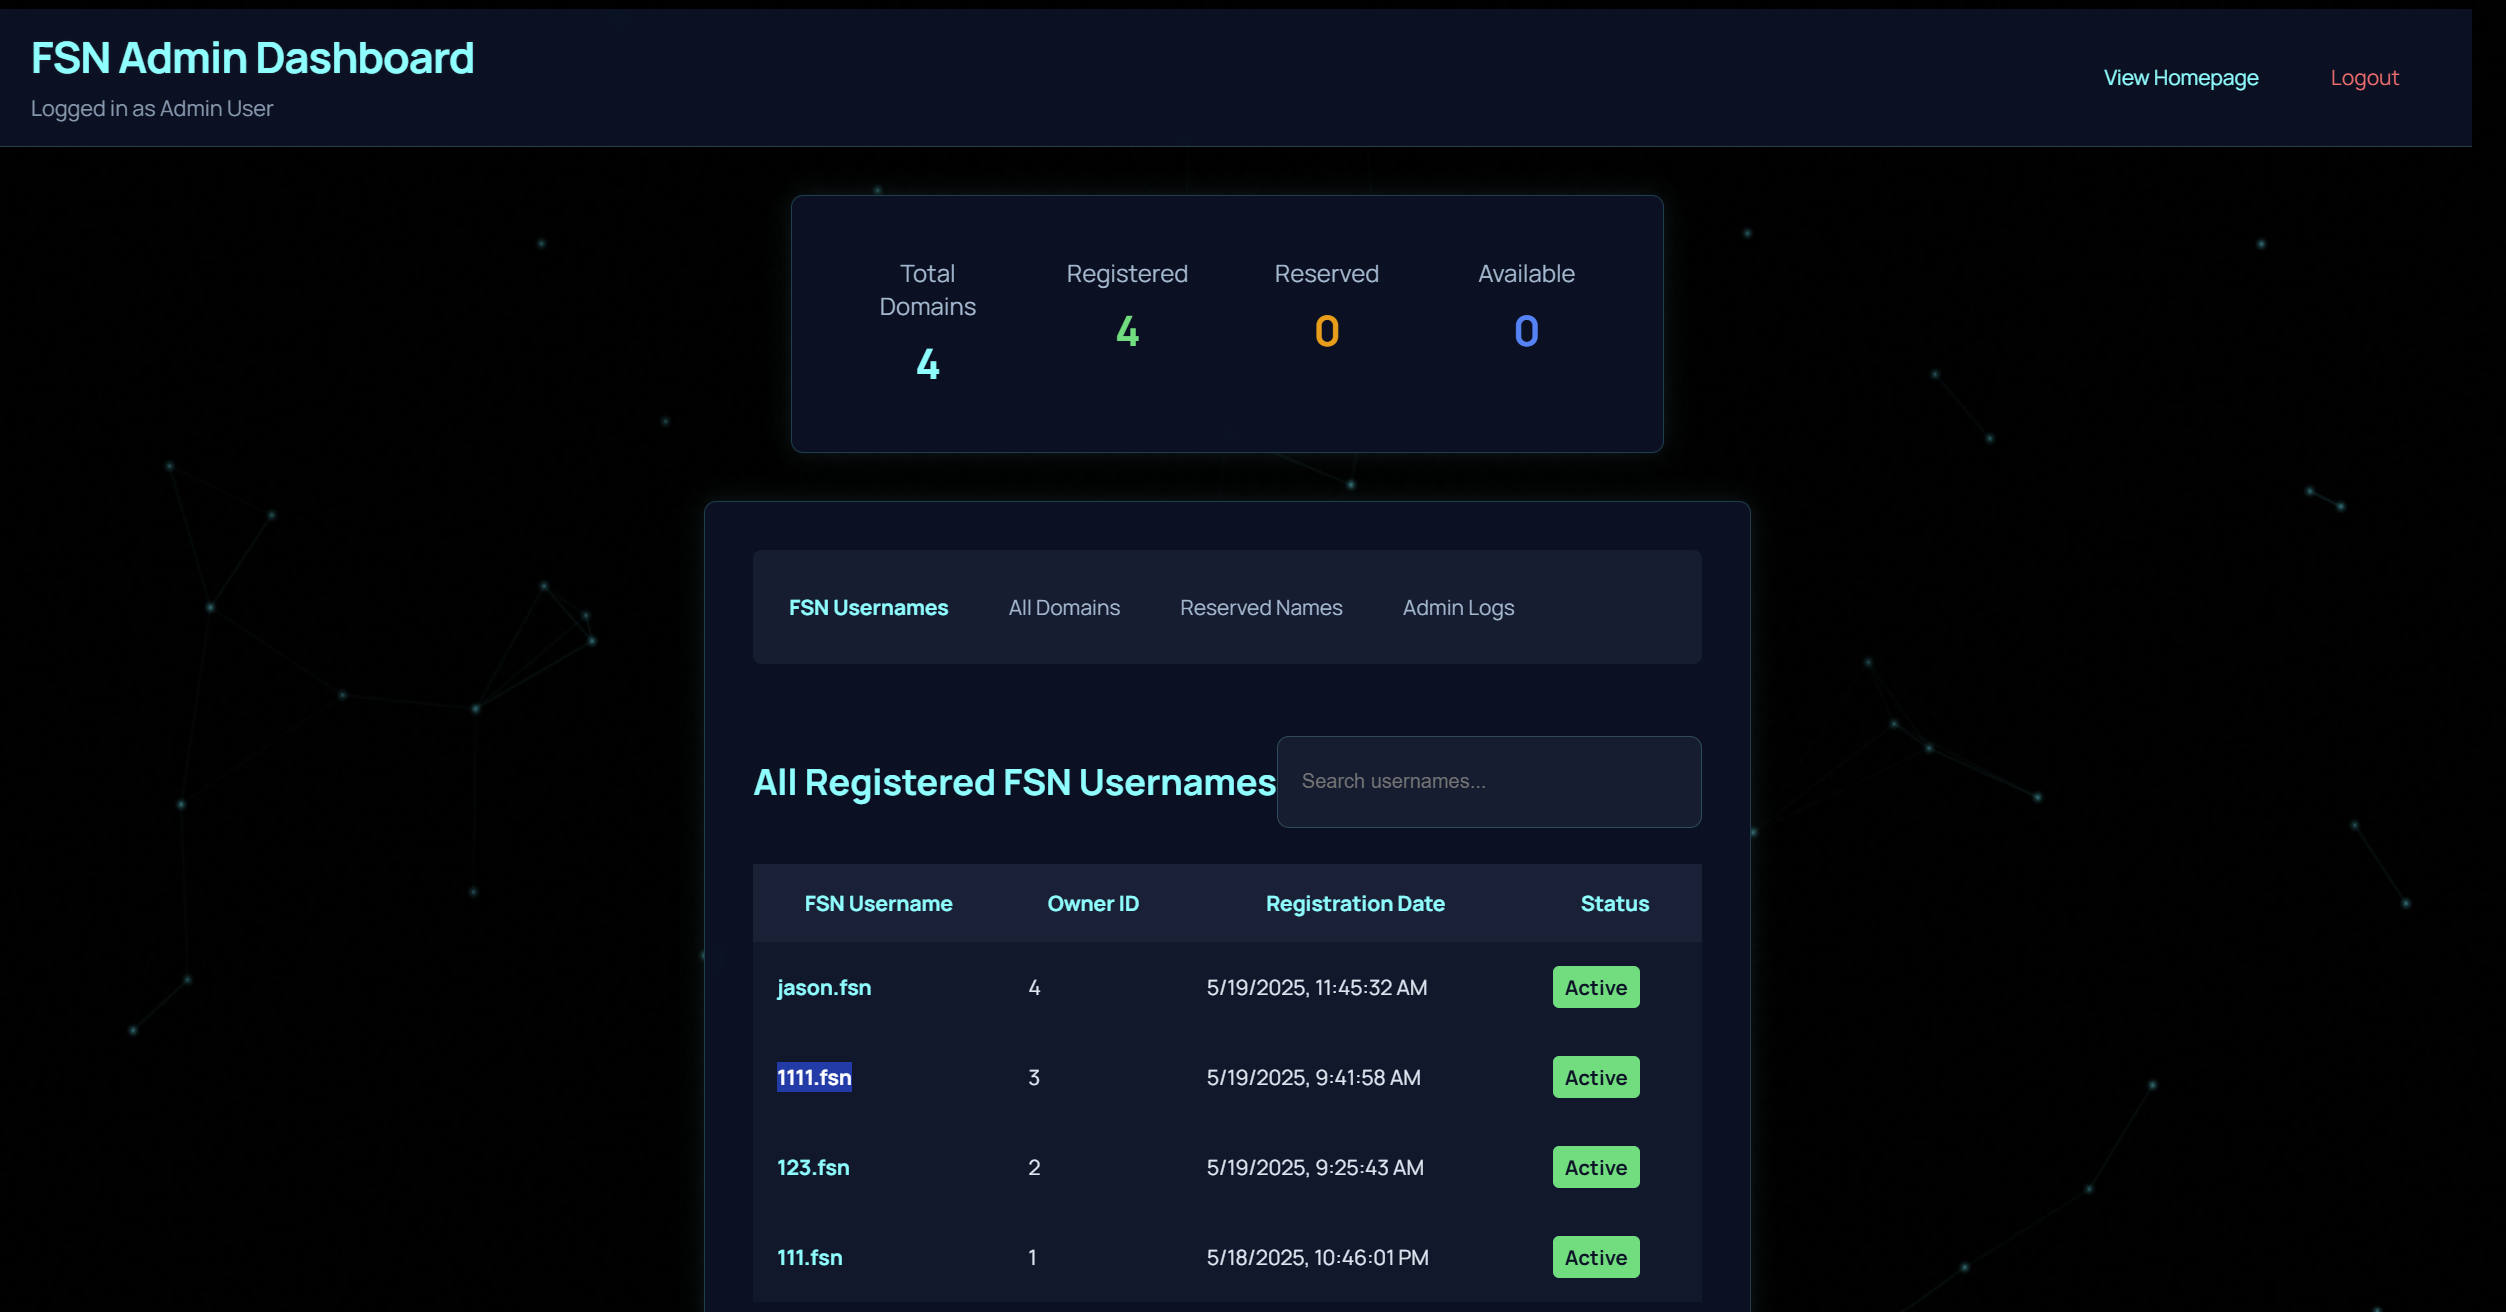 FSN Admin Dashboard
Logged in as Admin User
View Homepage
Logout
Total
Domains
4
Registered
4
Reserved
0
Available
0
FSN Usernames
All Domains
Reserved Names
Admin Logs
All Registered FSN Usernames
Search usernames...
FSN Username Owner ID Registration Date Status
jason.fsn 4 5/19/2025, 11:45:32 AM Active
1111.fsn 3 5/19/2025, 9:41:58 AM Active
123.fsn 2 5/19/2025, 9:25:43 AM Active
111.fsn 1 5/18/2025, 10:46:01 PM Active